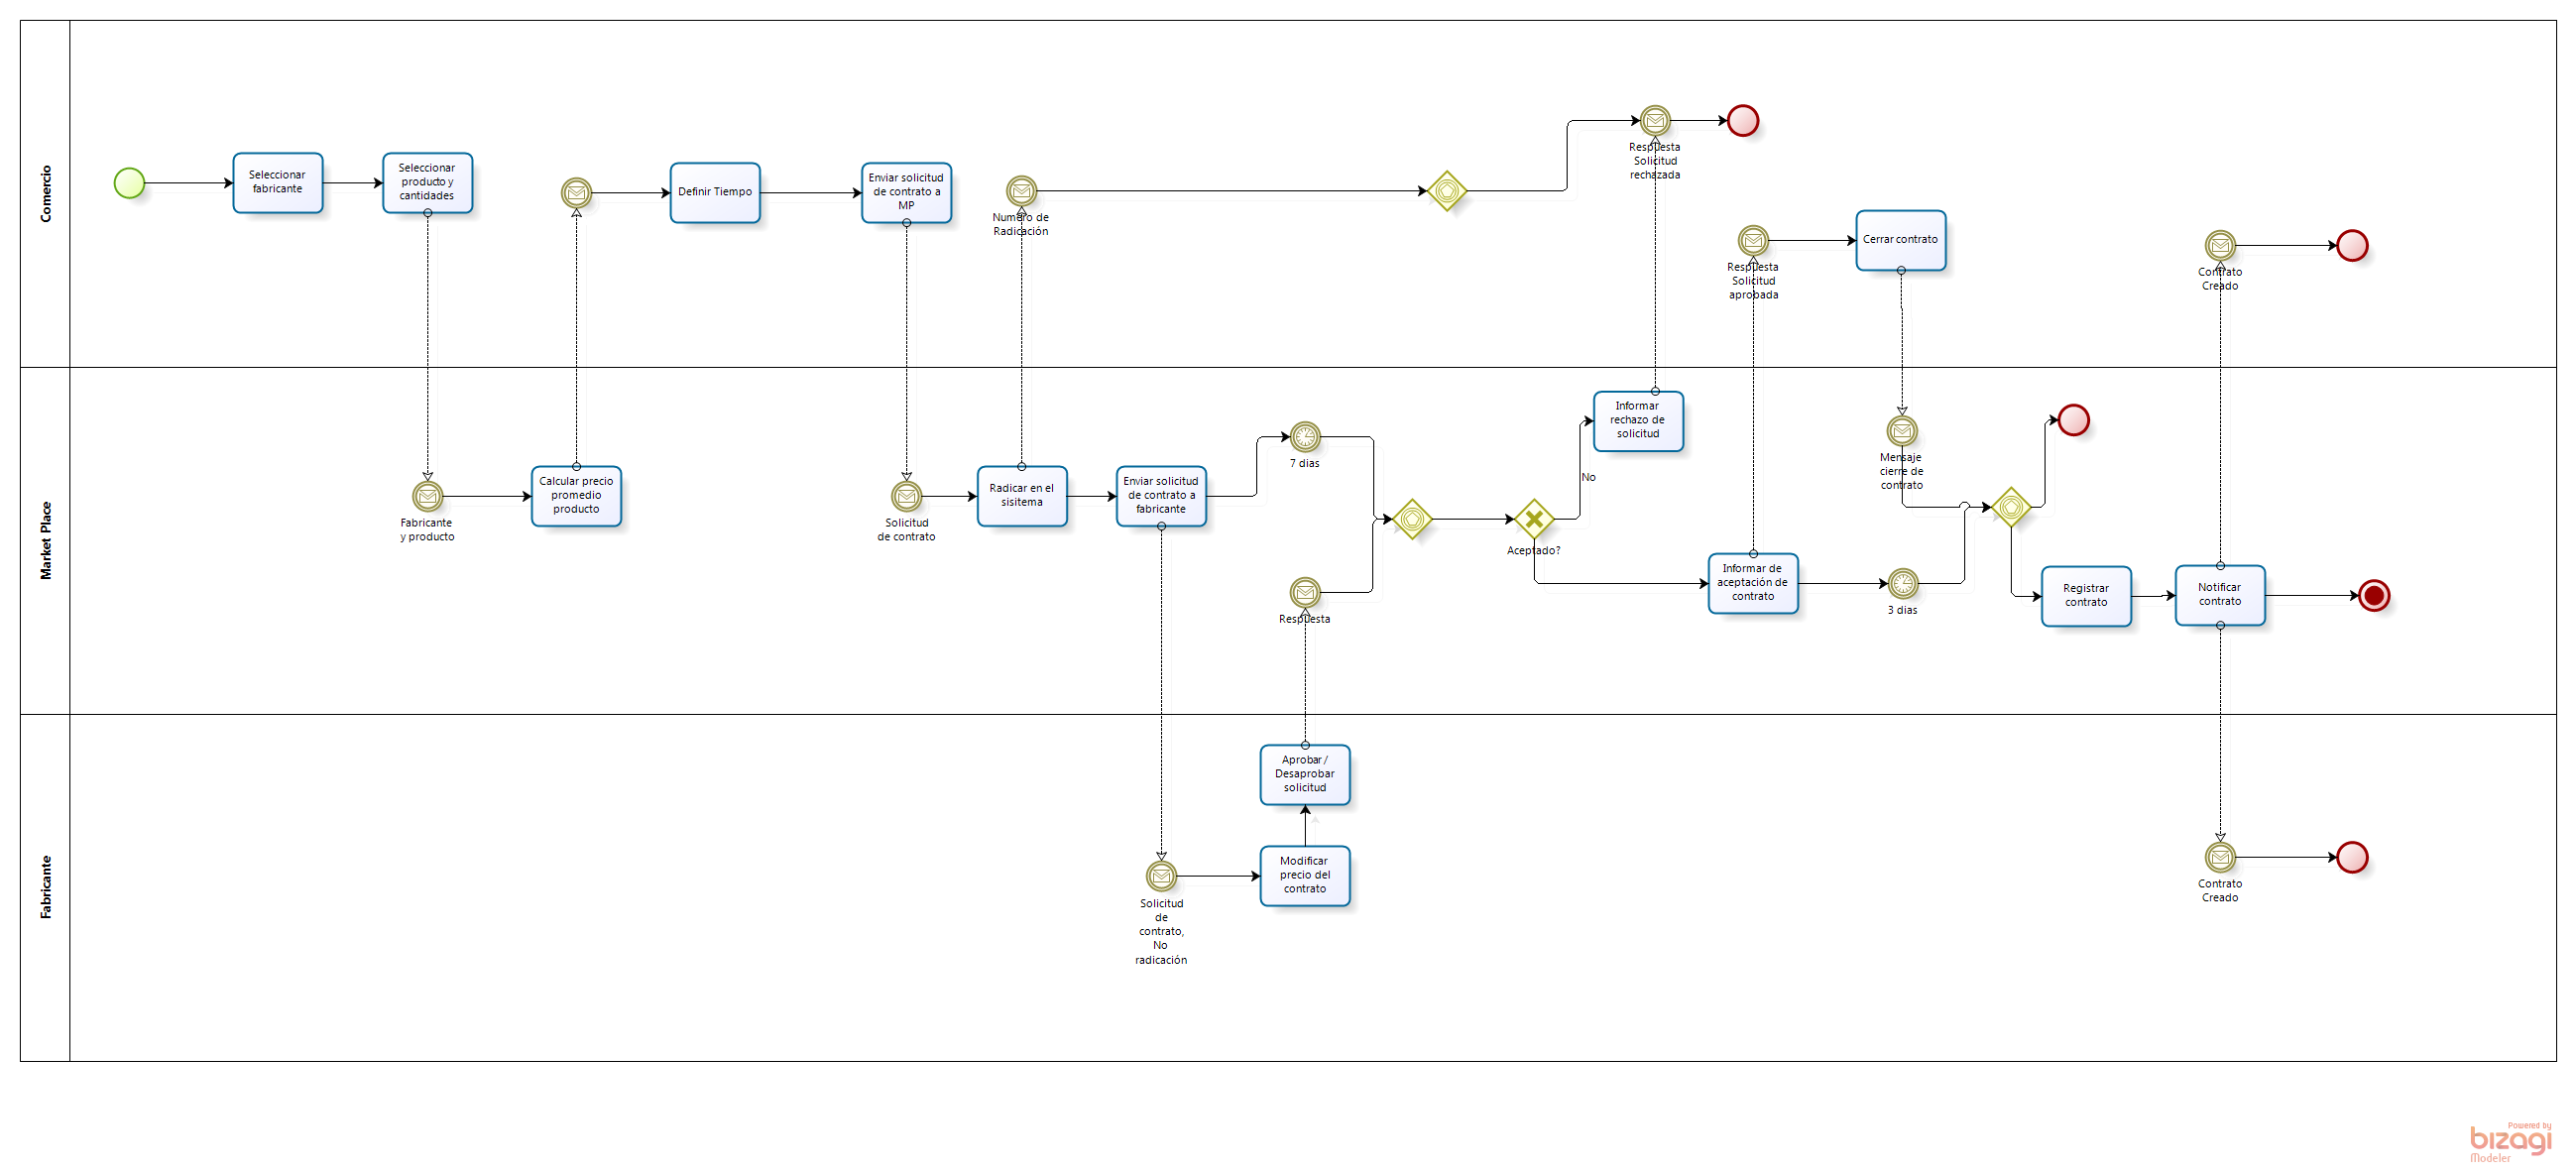 Comercio
Seleccionar
fabricante
Seleccionar
producto y
cantidades
Definir Tiempo
Enviar solicitud
de contrato a
MP
Numero de
Radicación
Respuesta
Solicitud
rechazada
Respuesta
Solicitud
aprobada
Cerrar contrato
Contrato
Creado
Market Place
Fabricante
y producto
Calcular precio
promedio
producto
Solicitud
de contrato
Radicar en el
sisitema
Enviar solicitud
de contrato a
fabricante
7 dias
Respuesta
Aceptado?
No
Informar
rechazo de
solicitud
Informar de
aceptación de
contrato
Mensaje
cierre de
contrato
3 dias
Registrar
contrato
Notificar
contrato
Fabricante
Solicitud
de
contrato,
No
radicación
Aprobar /
Desaprobar
solicitud
Modificar
precio del
contrato
Contrato
Creado
Powered by
bizagi
Modeler